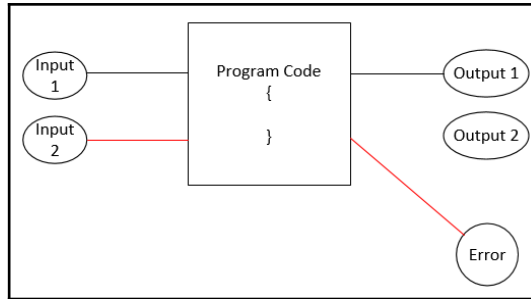 Input
1
Input
2
Program Code
{
}
Output 1
Output 2
Error